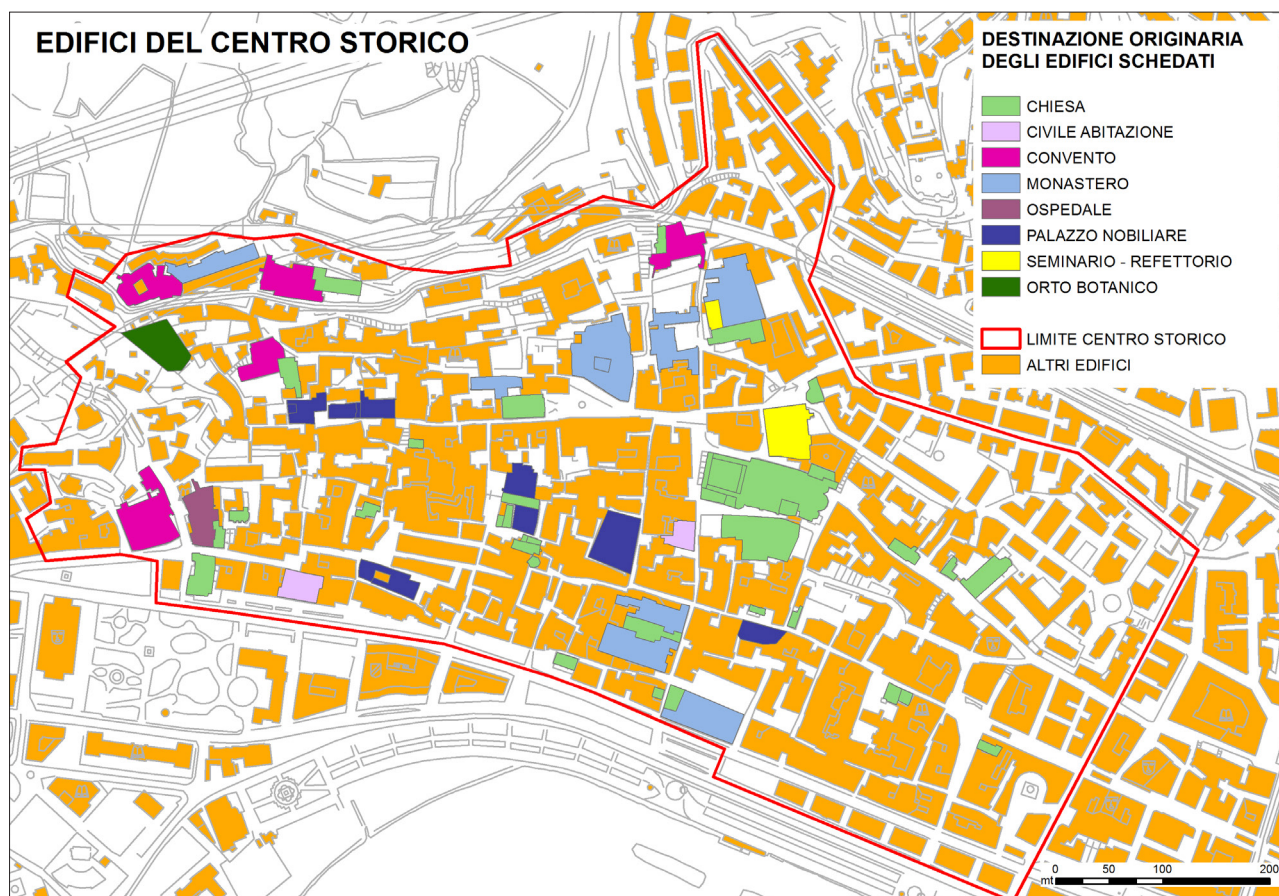 EDIFICI DEL CENTRO STORICO
DESTINAZIONE ORIGINARIA
DEGLI EDIFICI SCHEDATI
CHIESA
CIVILE ABITAZIONE
CONVENTO
MONASTERO
OSPEDALE
PALAZZO NOBILIARE
SEMINARIO - REFETTORIO
ORTO BOTANICO
LIMITE CENTRO STORICO
ALTRI EDIFICI
0 50 100 200
mt